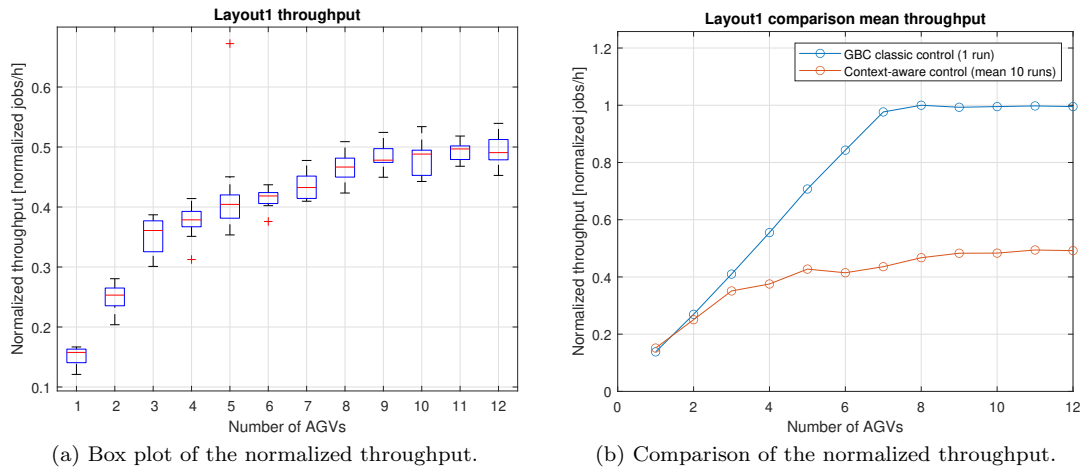 Layout1 throughput
Normalized throughput [normalized jobs/h]
0.6
0.5
0.4
0.3
0.2
0.1
1 2 3 4 5 6 7 8 9 10 11 12
Number of AGVs
(a) Box plot of the normalized throughput.
Layout1 comparison mean throughput
Normalized throughput [normalized jobs/h]
1.2
1
0.8
0.6
0.4
0.2
0
GBC classic control (1 run)
Context-aware control (mean 10 runs)
0 2 4 6 8 10 12
Number of AGVs
(b) Comparison of the normalized throughput.